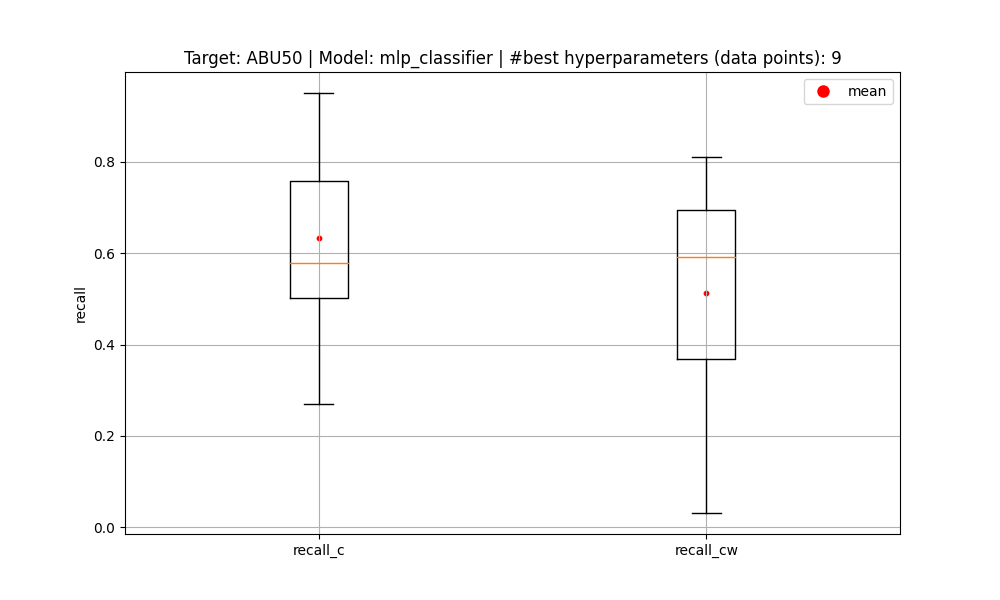 Target: ABU50 | Model: mlp_classifier | #best hyperparameters (data points): 9
mean
0.8
0.6
0.4
0.2
0.0
recall
recall_c
recall_cw